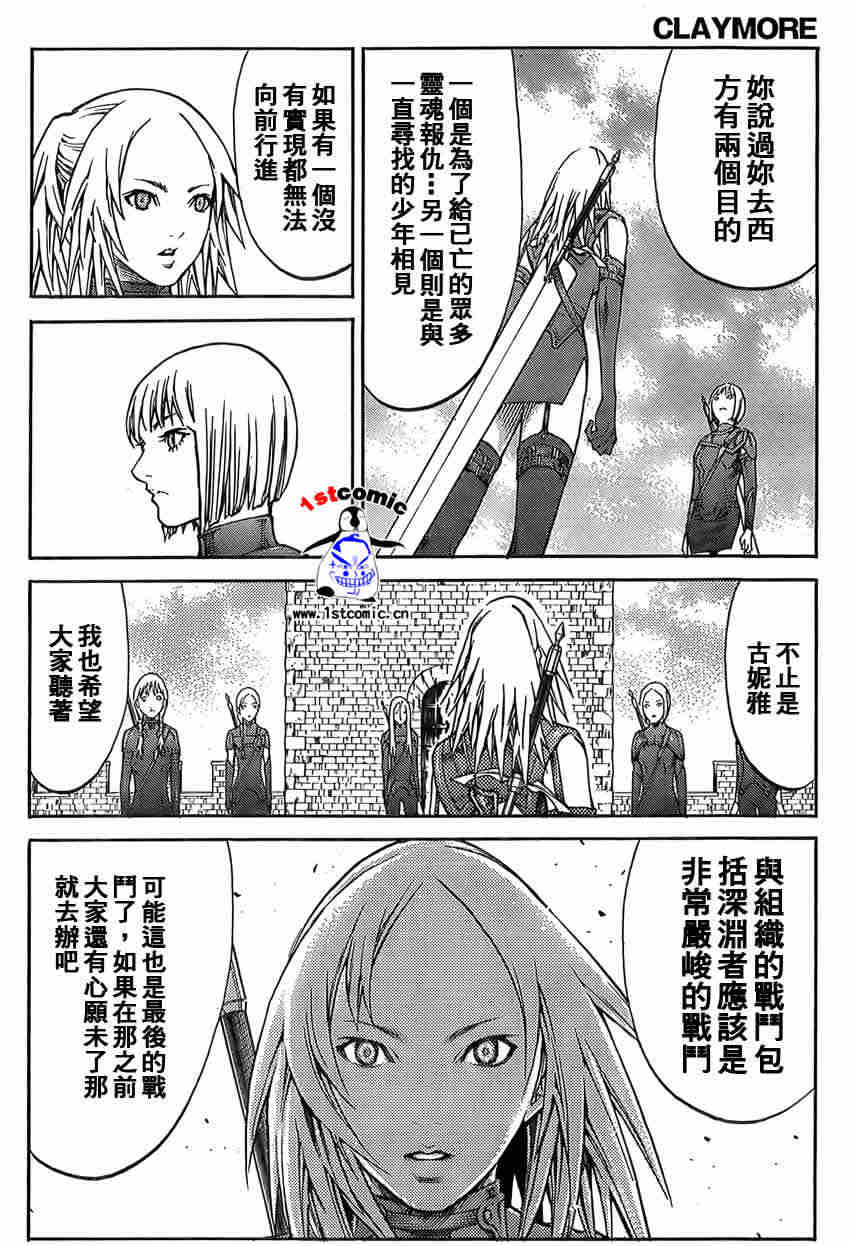 CLAYMORE
妳說過妳去西
方有兩個目的
一個是為了給己亡的眾多
靈魂報仇…另一個則是與
一直尋找的少年相見
如果有一個沒
有實現都無法
向前行進
1stcomic
www.1stcomic.cn
不止是
古妮雅
我也希望
大家聽著
與組織的戰鬥包
括深淵者應該是
非常嚴峻的戰鬥
可能這也是最後的戰
鬥了，如果在那之前
大家還有心願未了那
就去辦吧